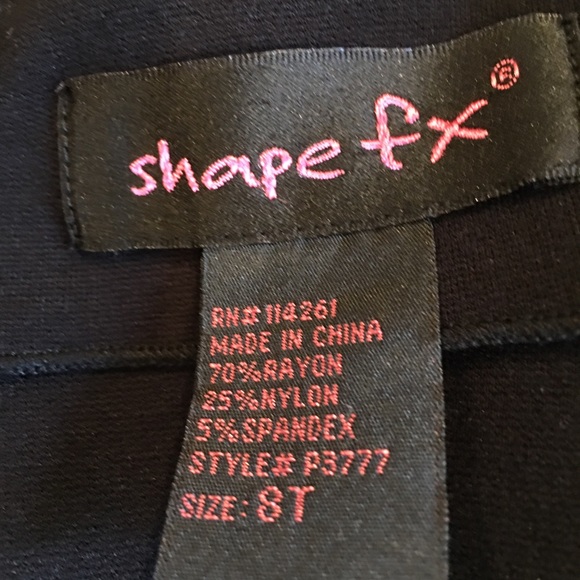 shape fx®
RN#114261
MADE IN CHINA
70%RAYON
25%NYLON
5%SPANDEX
STYLE# P3777
SIZE: 8T